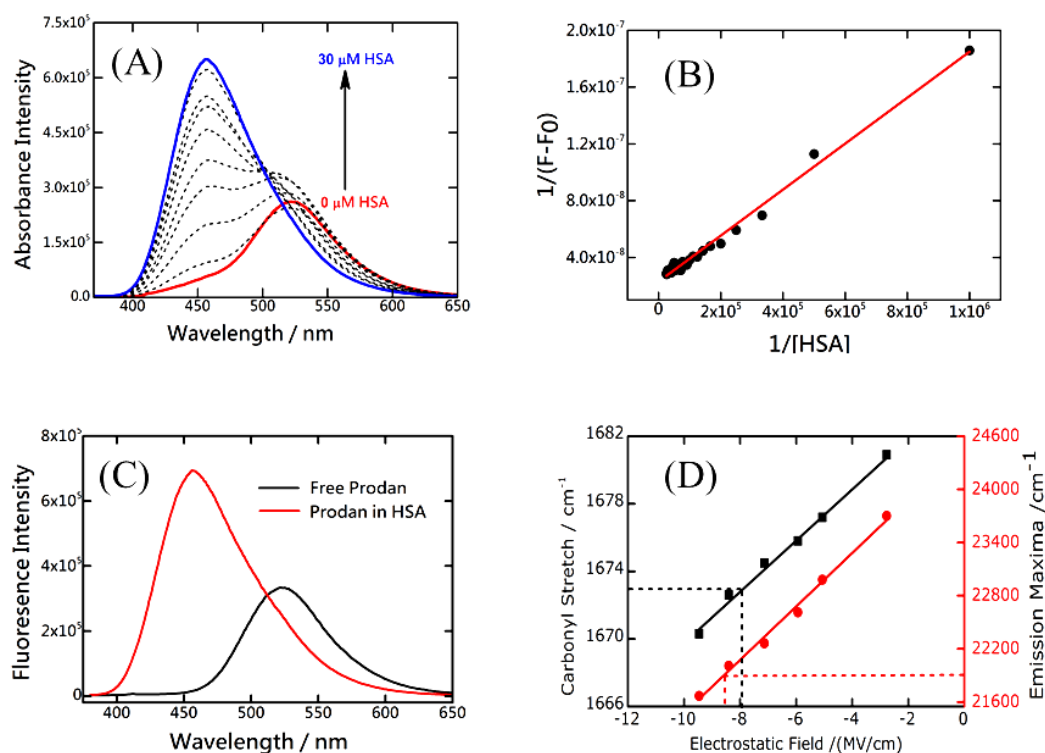 (A)
Absorbance Intensity
7.5x10⁵
6.0x10⁵
4.5x10⁵
3.0x10⁵
1.5x10⁵
0.0
30 μM HSA
0 μM HSA
400 450 500 550 600 650
Wavelength / nm
(B)
1/(F-F₀)
2.0x10⁻⁷
1.6x10⁻⁷
1.2x10⁻⁷
8.0x10⁻⁸
4.0x10⁻⁸
0 2x10⁵ 4x10⁵ 6x10⁵ 8x10⁵ 1x10⁶
1/[HSA]
(C)
Fluorescence Intensity
8x10⁵
6x10⁵
4x10⁵
2x10⁵
0
Free Prodan
Prodan in HSA
400 450 500 550 600 650
Wavelength / nm
(D)
Carbonyl Stretch / cm⁻¹
1682
1678
1674
1670
1666
24600
24000
23400
22800
22200
21600
Emission Maxima /cm⁻¹
-12 -10 -8 -6 -4 -2 0
Electrostatic Field /(MV/cm)